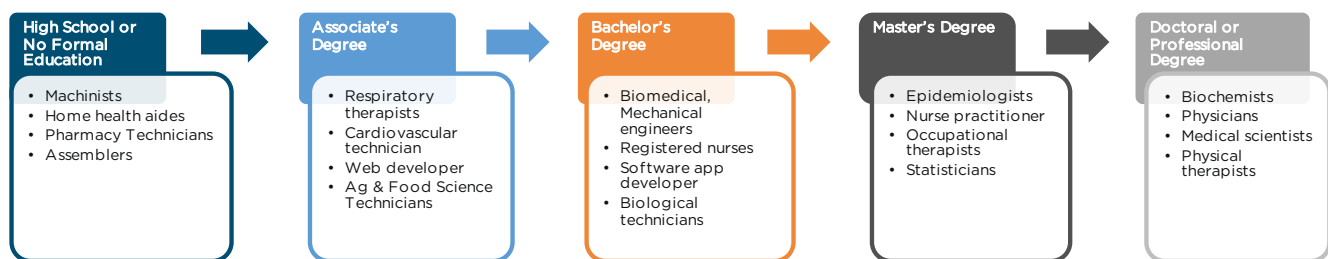 High School or
No Formal
Education
• Machinists
• Home health aides
• Pharmacy Technicians
• Assemblers
Associate's
Degree
• Respiratory
therapists
• Cardiovascular
technician
• Web developer
• Ag & Food Science
Technicians
Bachelor's
Degree
• Biomedical,
Mechanical
engineers
• Registered nurses
• Software app
developer
• Biological
technicians
Master's Degree
• Epidemiologists
• Nurse practitioner
• Occupational
therapists
• Statisticians
Doctoral or
Professional
Degree
• Biochemists
• Physicians
• Medical scientists
• Physical
therapists